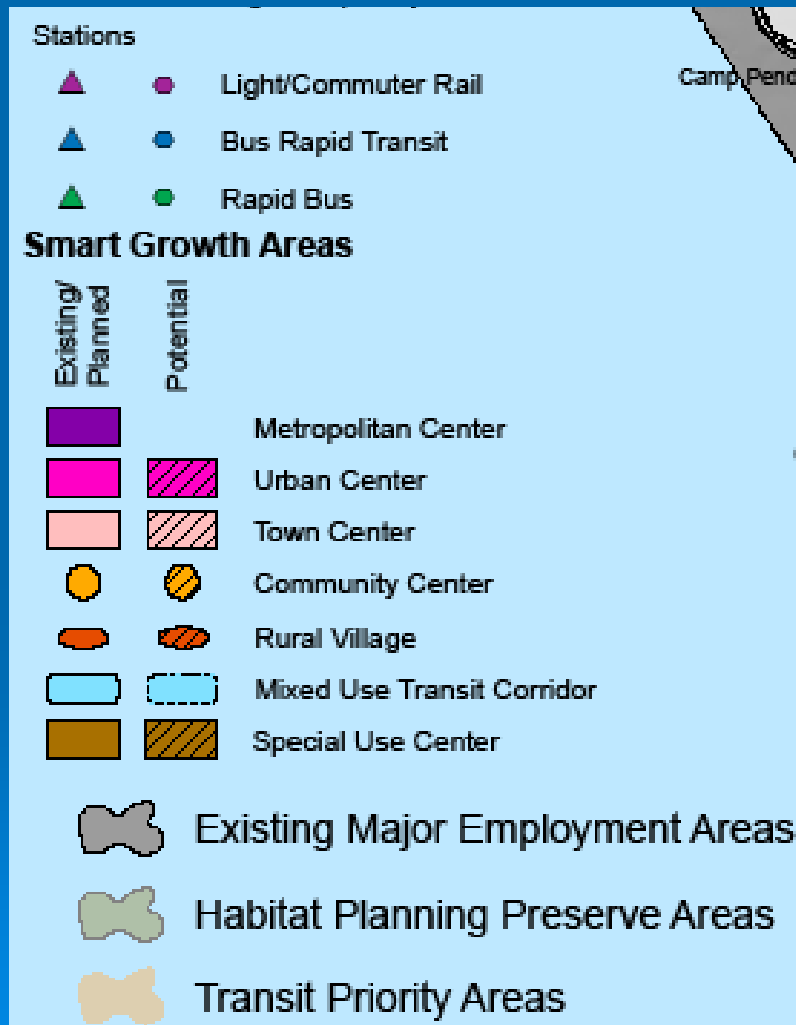 Stations
Light/Commuter Rail
Camp Pend
Bus Rapid Transit
Rapid Bus
Smart Growth Areas
Existing/
Planned
Potential
Metropolitan Center
Urban Center
Town Center
Community Center
Rural Village
Mixed Use Transit Corridor
Special Use Center
Existing Major Employment Areas
Habitat Planning Preserve Areas
Transit Priority Areas